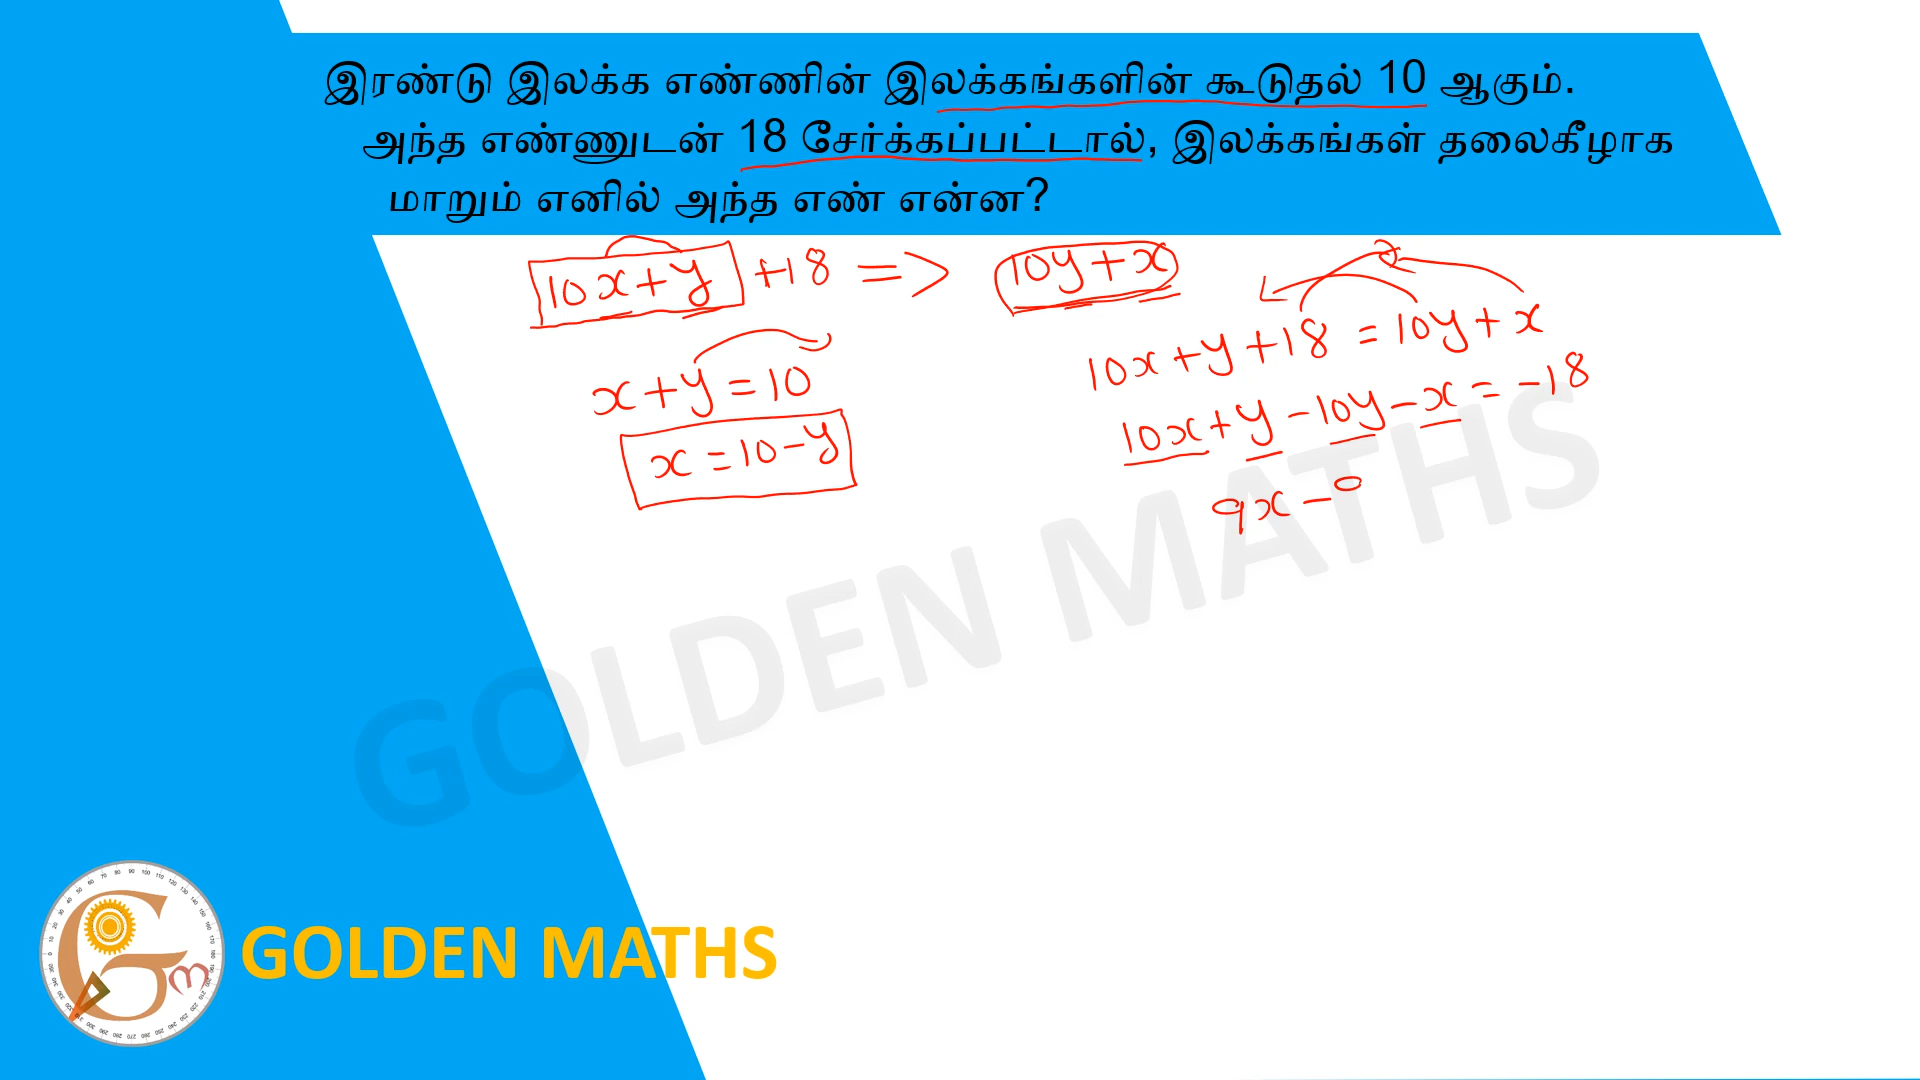 இரண்டு இலக்க எண்ணின் இலக்கங்களின் கூடுதல் 10 ஆகும்.
அந்த எண்ணுடன் 18 சேர்க்கப்பட்டால், இலக்கங்கள் தலைகீழாக
மாறும் எனில் அந்த எண் என்ன?
10x+y +18 => 10y+x
x+y=10
x=10-y
10x+y+18=10y+x
10x+y-10y-x=-18
9x-
GOLDEN MATHS
GOLDEN MATHS